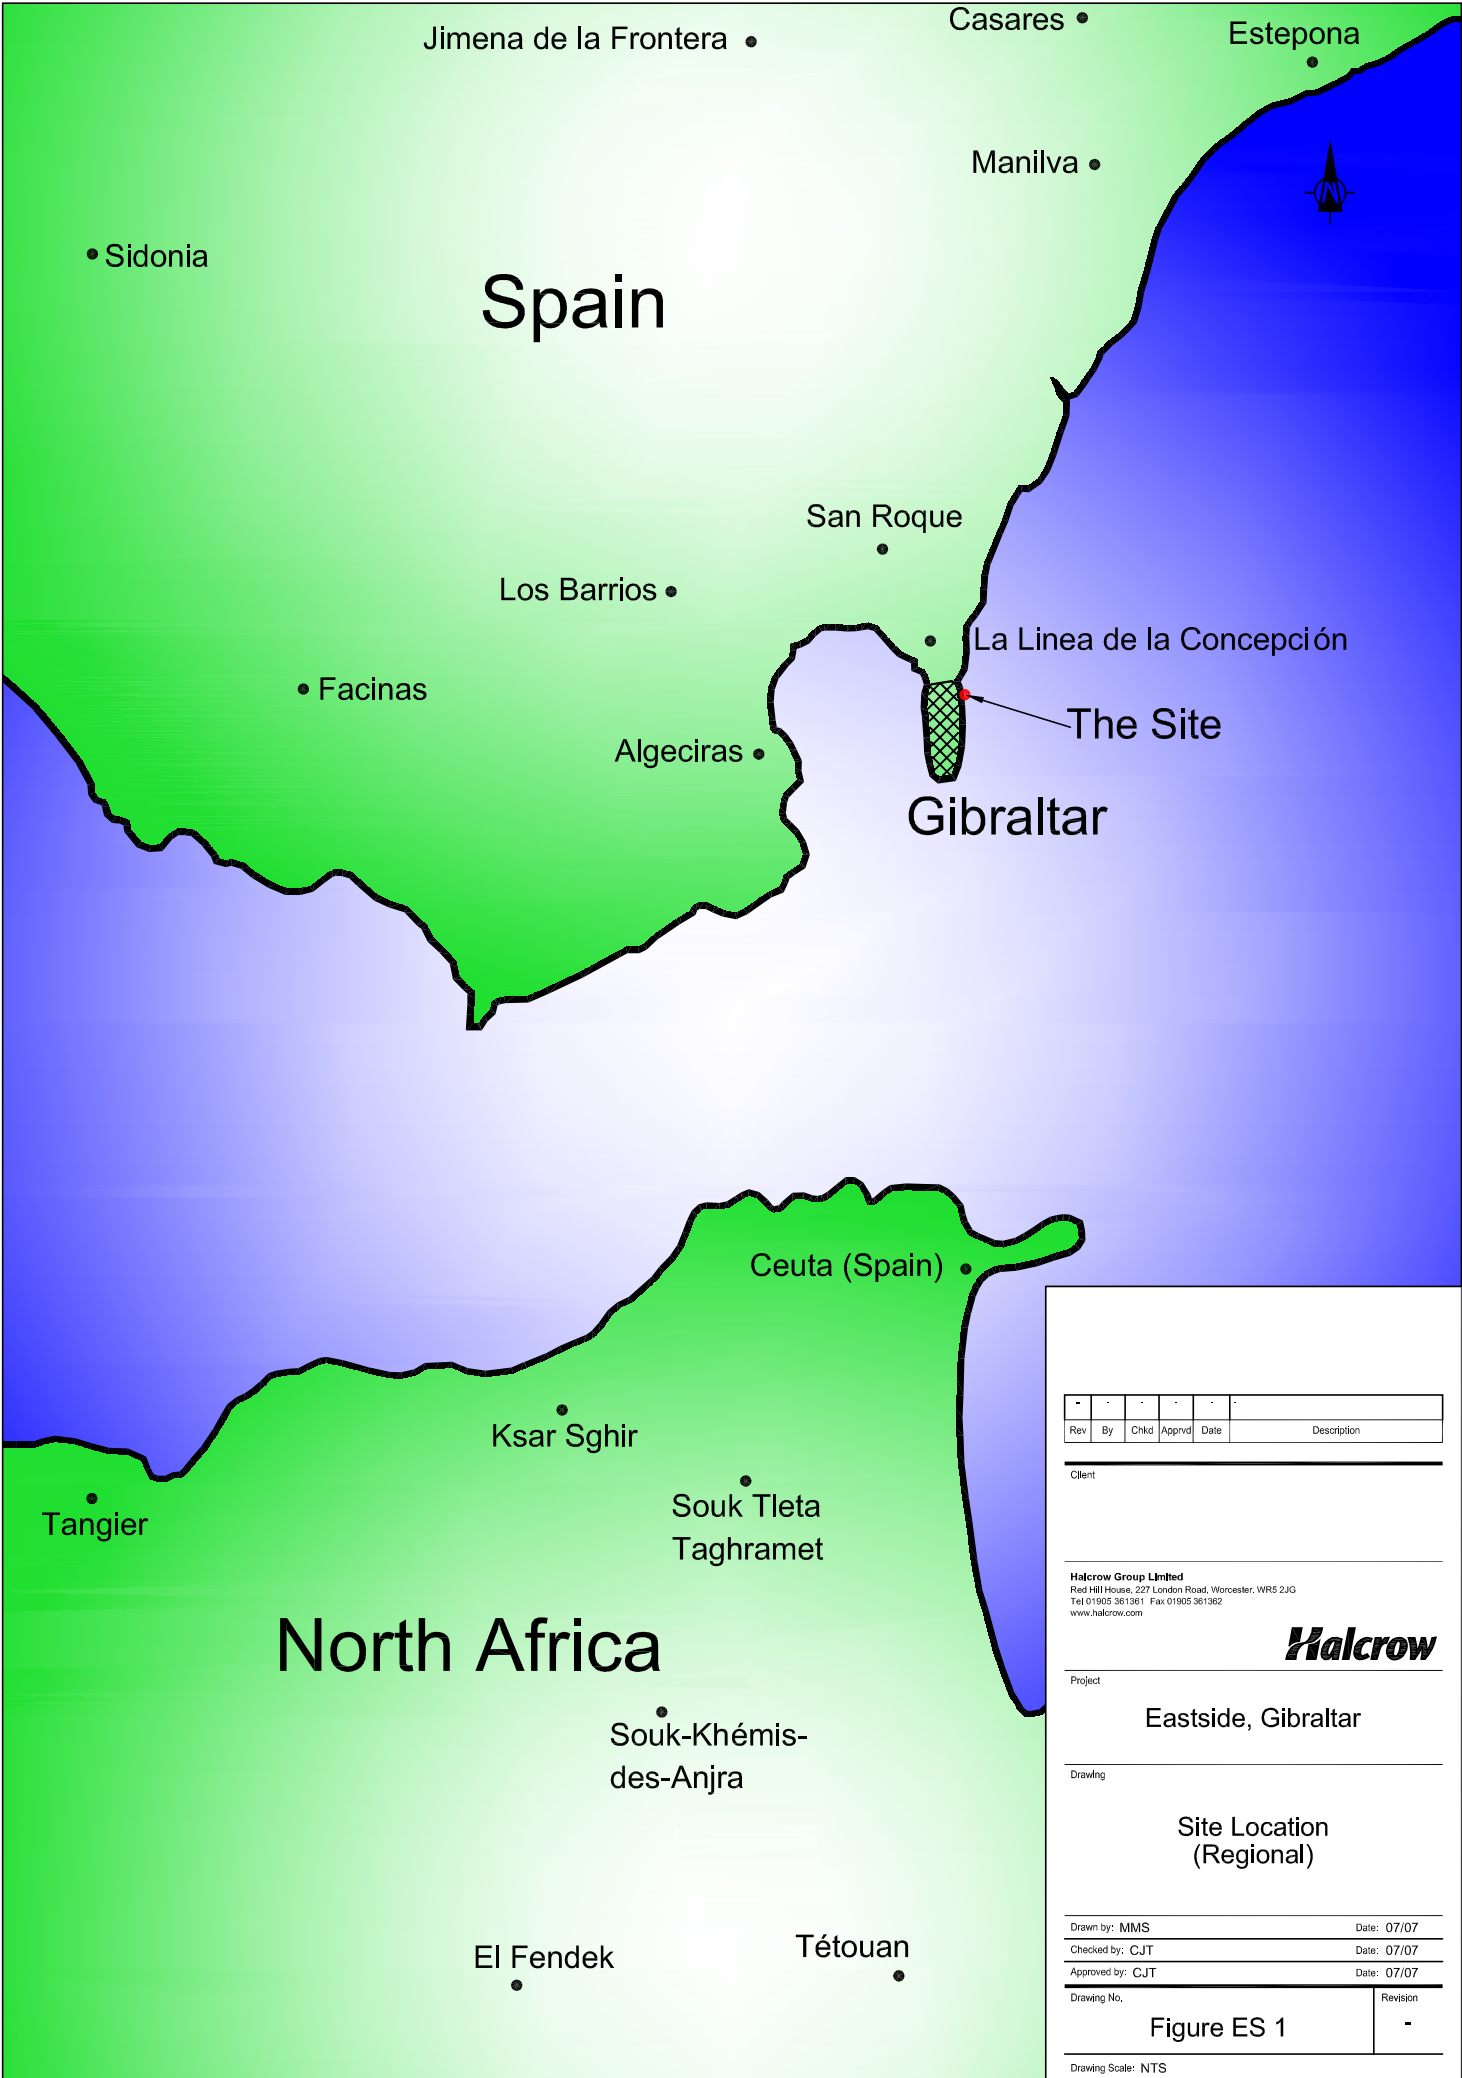 Casares
Jimena de la Frontera
Estepona
Manilva
Sidonia
Spain
San Roque
Los Barrios
La Linea de la Concepción
Facinas
The Site
Algeciras
Gibraltar
Ceuta (Spain)
Ksar Sghir
Souk Tleta
Taghramet
Tangier
North Africa
Souk-Khémis-
des-Anjra
El Fendek
Tétouan
N
- - - - - -
Rev By Chkd Apprvd Date Description
Client
Halcrow Group Limited
Red Hill House, 227 London Road, Worcester. WR5 2JG
Tel 01905 361361 Fax 01905 361362
www.halcrow.com
Halcrow
Project
Eastside, Gibraltar
Drawing
Site Location
(Regional)
Drawn by: MMS Date: 07/07
Checked by: CJT Date: 07/07
Approved by: CJT Date: 07/07
Drawing No. Revision
Figure ES 1 -
Drawing Scale: NTS